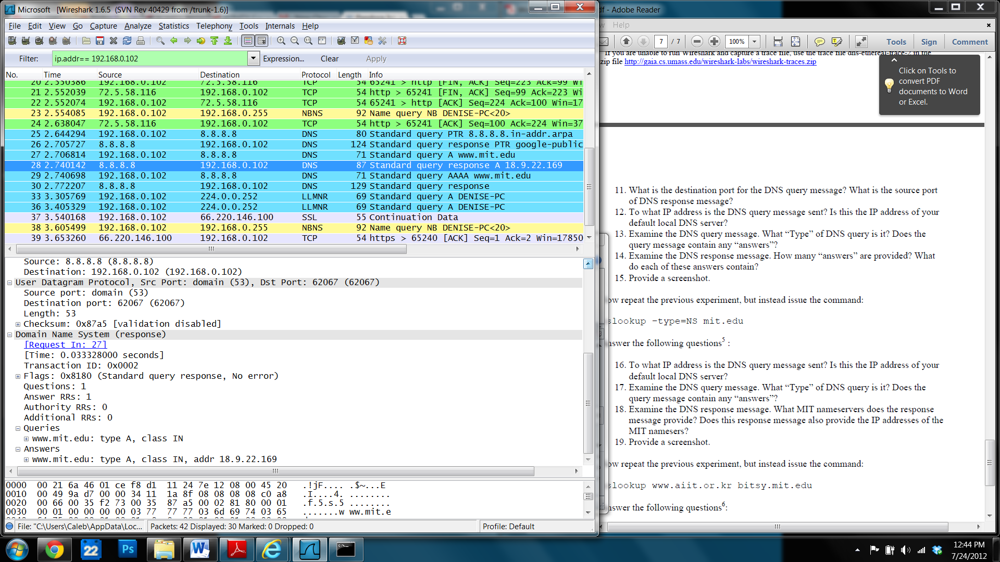 Microsoft [Wireshark 1.6.5 (SVN Rev 40429 from /trunk-1.6)]
File Edit View Go Capture Analyze Statistics Telephony Tools Internals Help
Filter: ip.addr== 192.168.0.102 Expression... Clear Apply
No. Time Source Destination Protocol Length Info
20 2.550386 192.168.0.102 72.5.58.116 TCP 54 65241 > http [FIN, ACK] Seq=223 Ack=99 Wi
21 2.552039 72.5.58.116 192.168.0.102 TCP 54 http > 65241 [FIN, ACK] Seq=99 Ack=223 Wi
22 2.552074 192.168.0.102 72.5.58.116 TCP 54 65241 > http [ACK] Seq=224 Ack=100 Win=17
23 2.554085 192.168.0.102 192.168.0.255 NBNS 92 Name query NB DENISE-PC<20>
24 2.638047 72.5.58.116 192.168.0.102 TCP 54 http > 65241 [ACK] Seq=100 Ack=224 Win=37
25 2.644294 192.168.0.102 8.8.8.8 DNS 80 Standard query PTR 8.8.8.8.in-addr.arpa
26 2.705727 8.8.8.8 192.168.0.102 DNS 124 Standard query response PTR google-public
27 2.706814 192.168.0.102 8.8.8.8 DNS 71 Standard query A www.mit.edu
28 2.740142 8.8.8.8 192.168.0.102 DNS 87 Standard query response A 18.9.22.169
29 2.740698 192.168.0.102 8.8.8.8 DNS 71 Standard query AAAA www.mit.edu
30 2.772207 8.8.8.8 192.168.0.102 DNS 129 Standard query response
33 3.305769 192.168.0.102 224.0.0.252 LLMNR 69 Standard query A DENISE-PC
36 3.405329 192.168.0.102 224.0.0.252 LLMNR 69 Standard query A DENISE-PC
37 3.540168 192.168.0.102 66.220.146.100 SSL 55 Continuation Data
38 3.605499 192.168.0.102 192.168.0.255 NBNS 92 Name query NB DENISE-PC<20>
39 3.653260 66.220.146.100 192.168.0.102 TCP 54 https > 65240 [ACK] Seq=1 Ack=2 Win=17850
Source: 8.8.8.8 (8.8.8.8)
Destination: 192.168.0.102 (192.168.0.102)
User Datagram Protocol, Src Port: domain (53), Dst Port: 62067 (62067)
Source port: domain (53)
Destination port: 62067 (62067)
Length: 53
Checksum: 0x87a5 [validation disabled]
Domain Name System (response)
[Request In: 27]
[Time: 0.033328000 seconds]
Transaction ID: 0x0002
Flags: 0x8180 (Standard query response, No error)
Questions: 1
Answer RRs: 1
Authority RRs: 0
Additional RRs: 0
Queries
www.mit.edu: type A, class IN
Answers
www.mit.edu: type A, class IN, addr 18.9.22.169
0000 00 21 6a 46 01 ce f8 d1 11 24 7e 12 08 00 45 20 .!jF.... .$~...E
0010 00 49 9a d7 00 00 34 11 1a 8f 08 08 08 08 c0 a8 .I....4. ........
0020 00 66 00 35 f2 73 00 35 87 a5 00 02 81 80 00 01 .f.5.s.5 ........
0030 00 01 00 00 00 00 03 77 77 77 03 6d 69 74 03 65 .......w ww.mit.e
File: "C:\Users\Caleb\AppData\Loc... Packets: 42 Displayed: 30 Marked: 0 Dropped: 0 Profile: Default
df - Adobe Reader
w Help
7 / 7 100% Tools Sign Comment
If you are unable to run Wireshark and capture a trace file, use the trace file dns-ethereal-trace-2 in the
zip file http://gaia.cs.umass.edu/wireshark-labs/wireshark-traces.zip
Click on Tools to
convert PDF
documents to Word
or Excel.
11. What is the destination port for the DNS query message? What is the source port
of DNS response message?
12. To what IP address is the DNS query message sent? Is this the IP address of your
default local DNS server?
13. Examine the DNS query message. What “Type” of DNS query is it? Does the
query message contain any “answers”?
14. Examine the DNS response message. How many “answers” are provided? What
do each of these answers contain?
15. Provide a screenshot.
ow repeat the previous experiment, but instead issue the command:
slookup –type=NS mit.edu
nswer the following questions5 :
16. To what IP address is the DNS query message sent? Is this the IP address of your
default local DNS server?
17. Examine the DNS query message. What “Type” of DNS query is it? Does the
query message contain any “answers”?
18. Examine the DNS response message. What MIT nameservers does the response
message provide? Does this response message also provide the IP addresses of the
MIT namesers?
19. Provide a screenshot.
ow repeat the previous experiment, but instead issue the command:
slookup www.aiit.or.kr bitsy.mit.edu
nswer the following questions6:
22 Ps
12:44 PM
7/24/2012